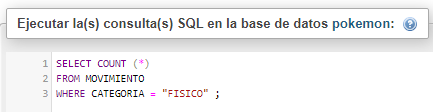 Ejecutar la(s) consulta(s) SQL en la base de datos pokemon:
1 SELECT COUNT (*)
2 FROM MOVIMIENTO
3 WHERE CATEGORIA = "FISICO" ;